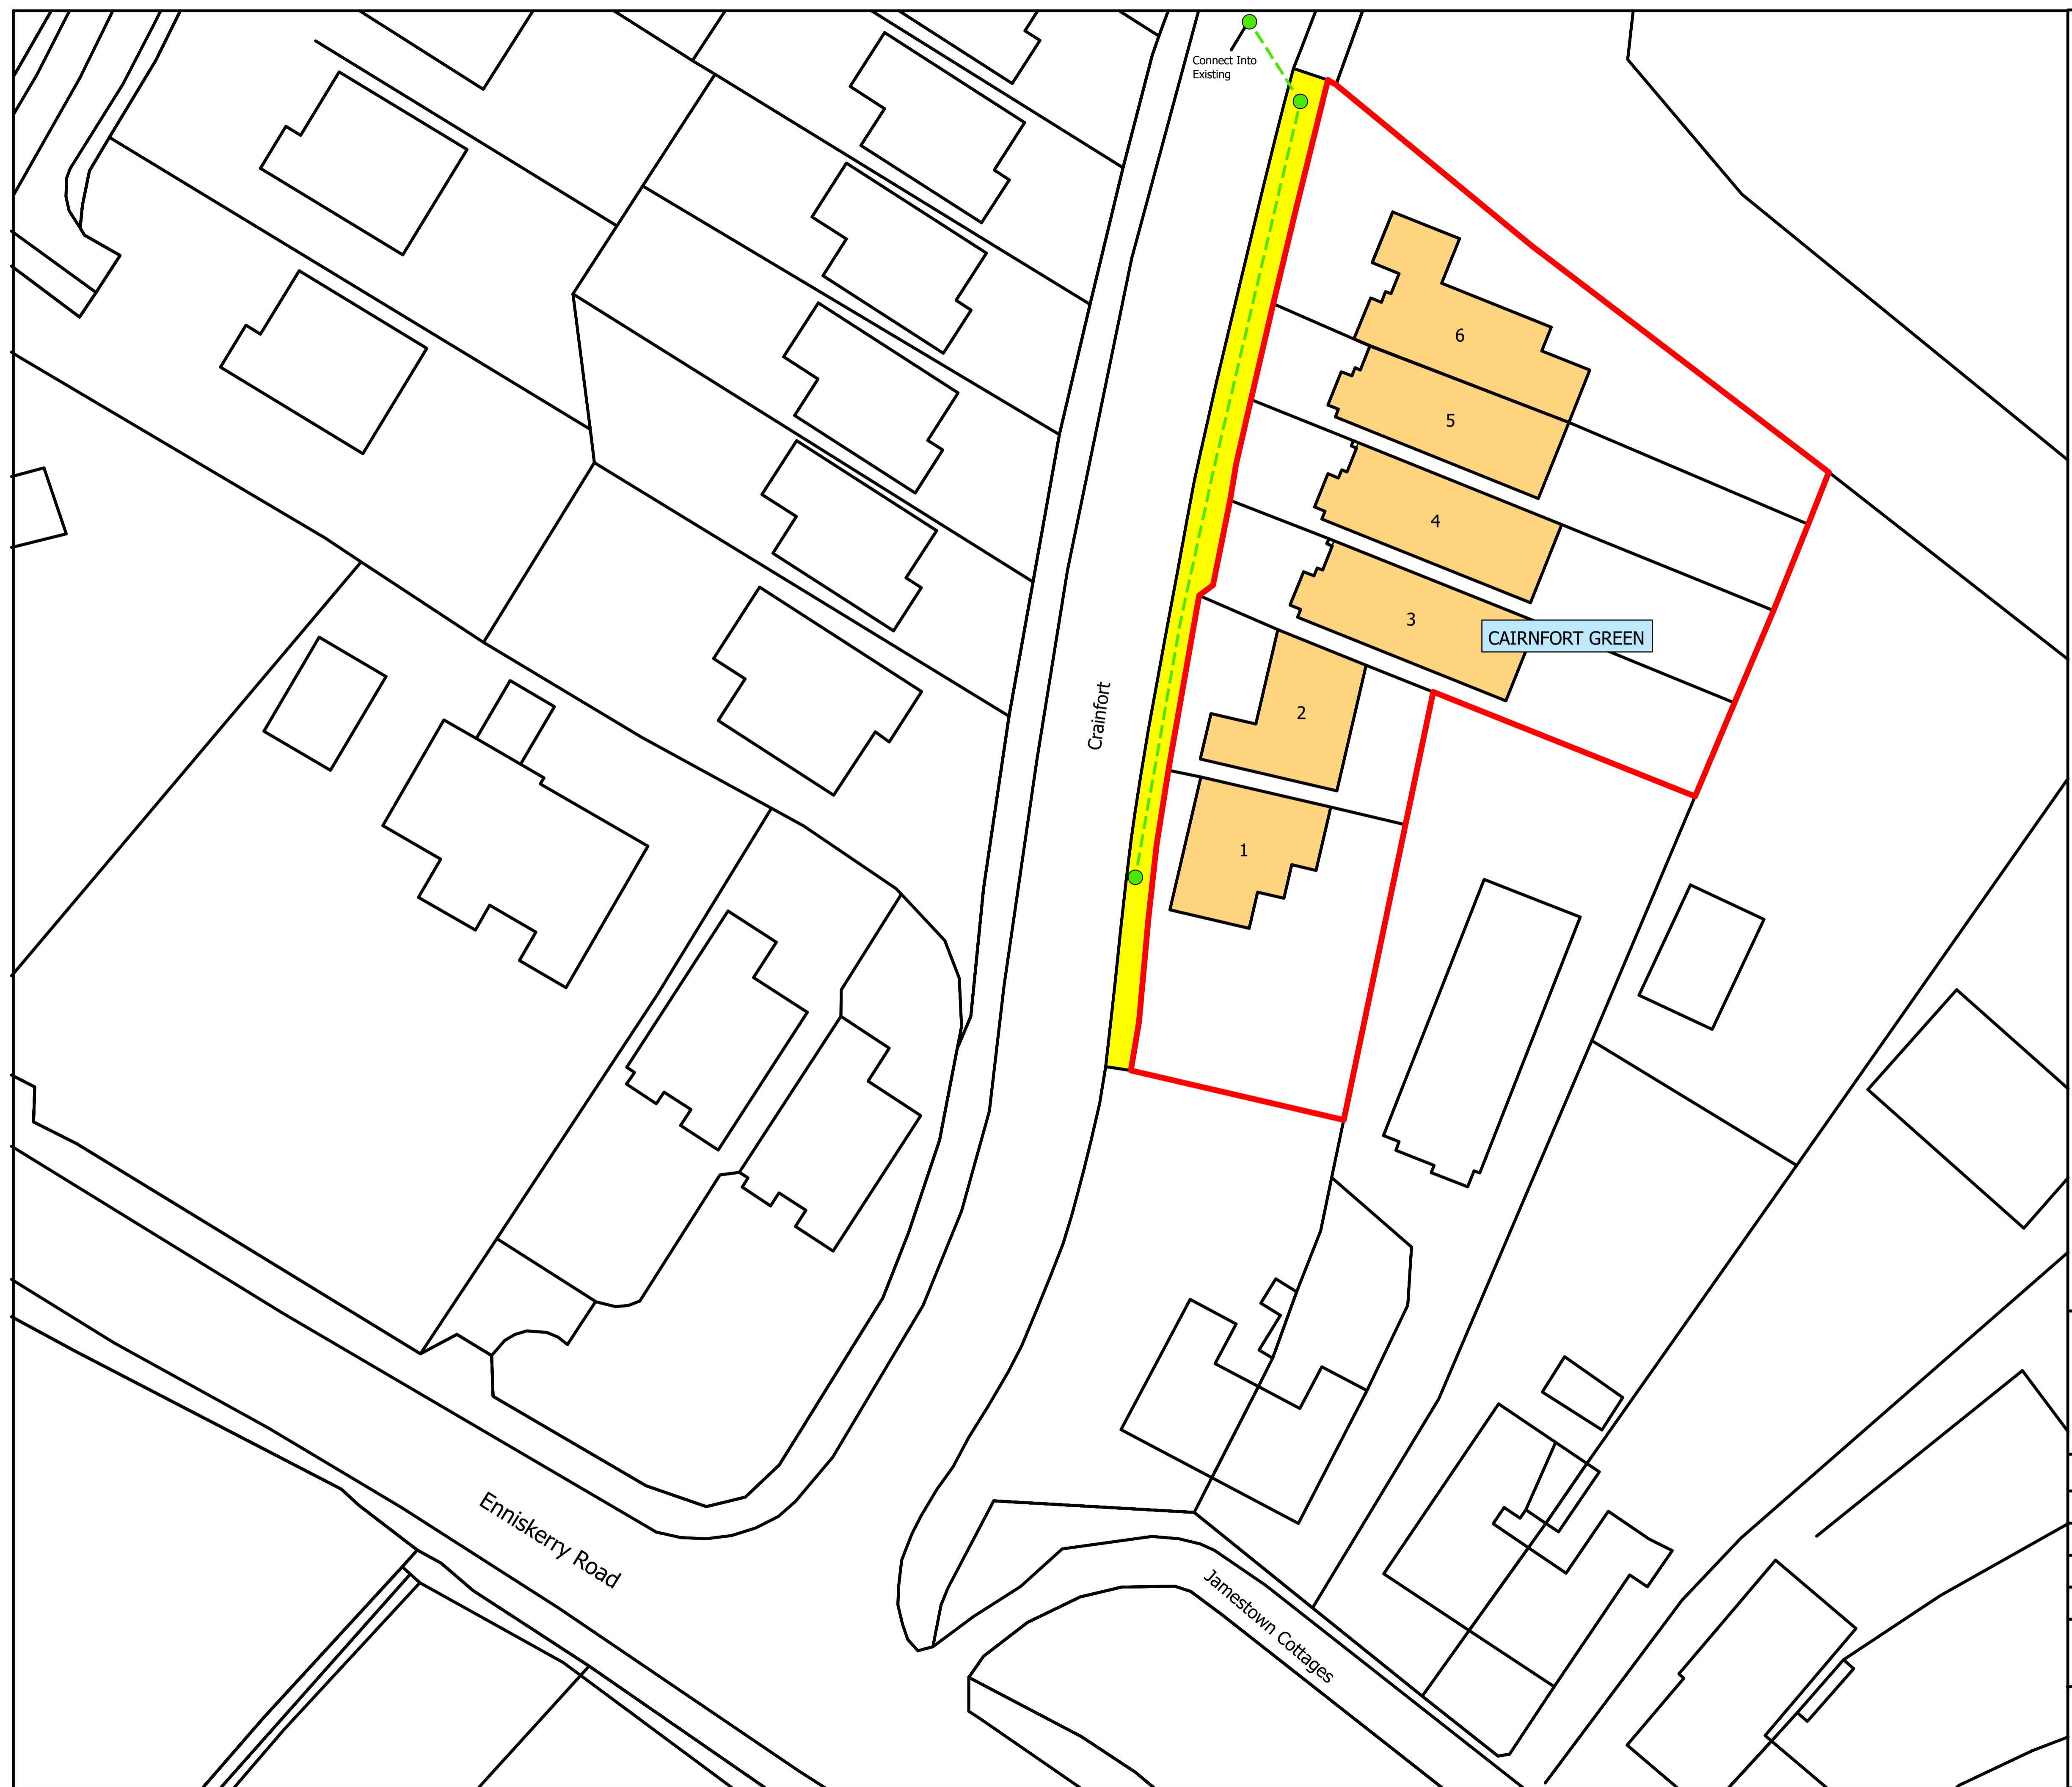 Connect Into
Existing
6
5
4
3
CAIRNFORT GREEN
2
Crainfort
1
Enniskerry Road
Jamestown Cottages